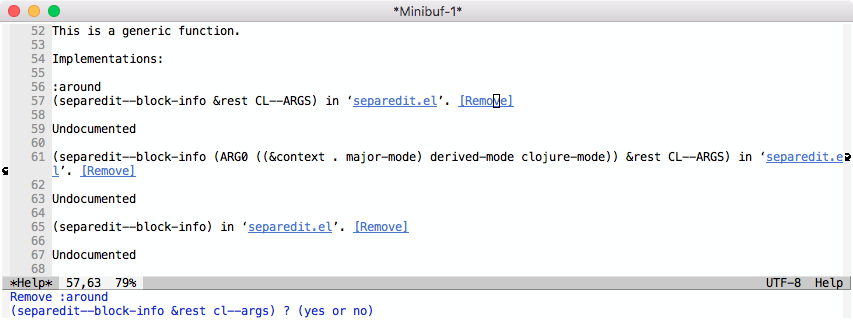 *Minibuf-1*
52 This is a generic function.
53
54 Implementations:
55
56 :around
57 (separedit--block-info &rest CL--ARGS) in ‘separedit.el’. [Remove]
58
59 Undocumented
60
61 (separedit--block-info (ARG0 ((&context . major-mode) derived-mode clojure-mode)) &rest CL--ARGS) in ‘separedit.e
l’. [Remove]
62
63 Undocumented
64
65 (separedit--block-info) in ‘separedit.el’. [Remove]
66
67 Undocumented
68
*Help* 57,63 79% UTF-8 Help
Remove :around
(separedit--block-info &rest cl--args) ? (yes or no)